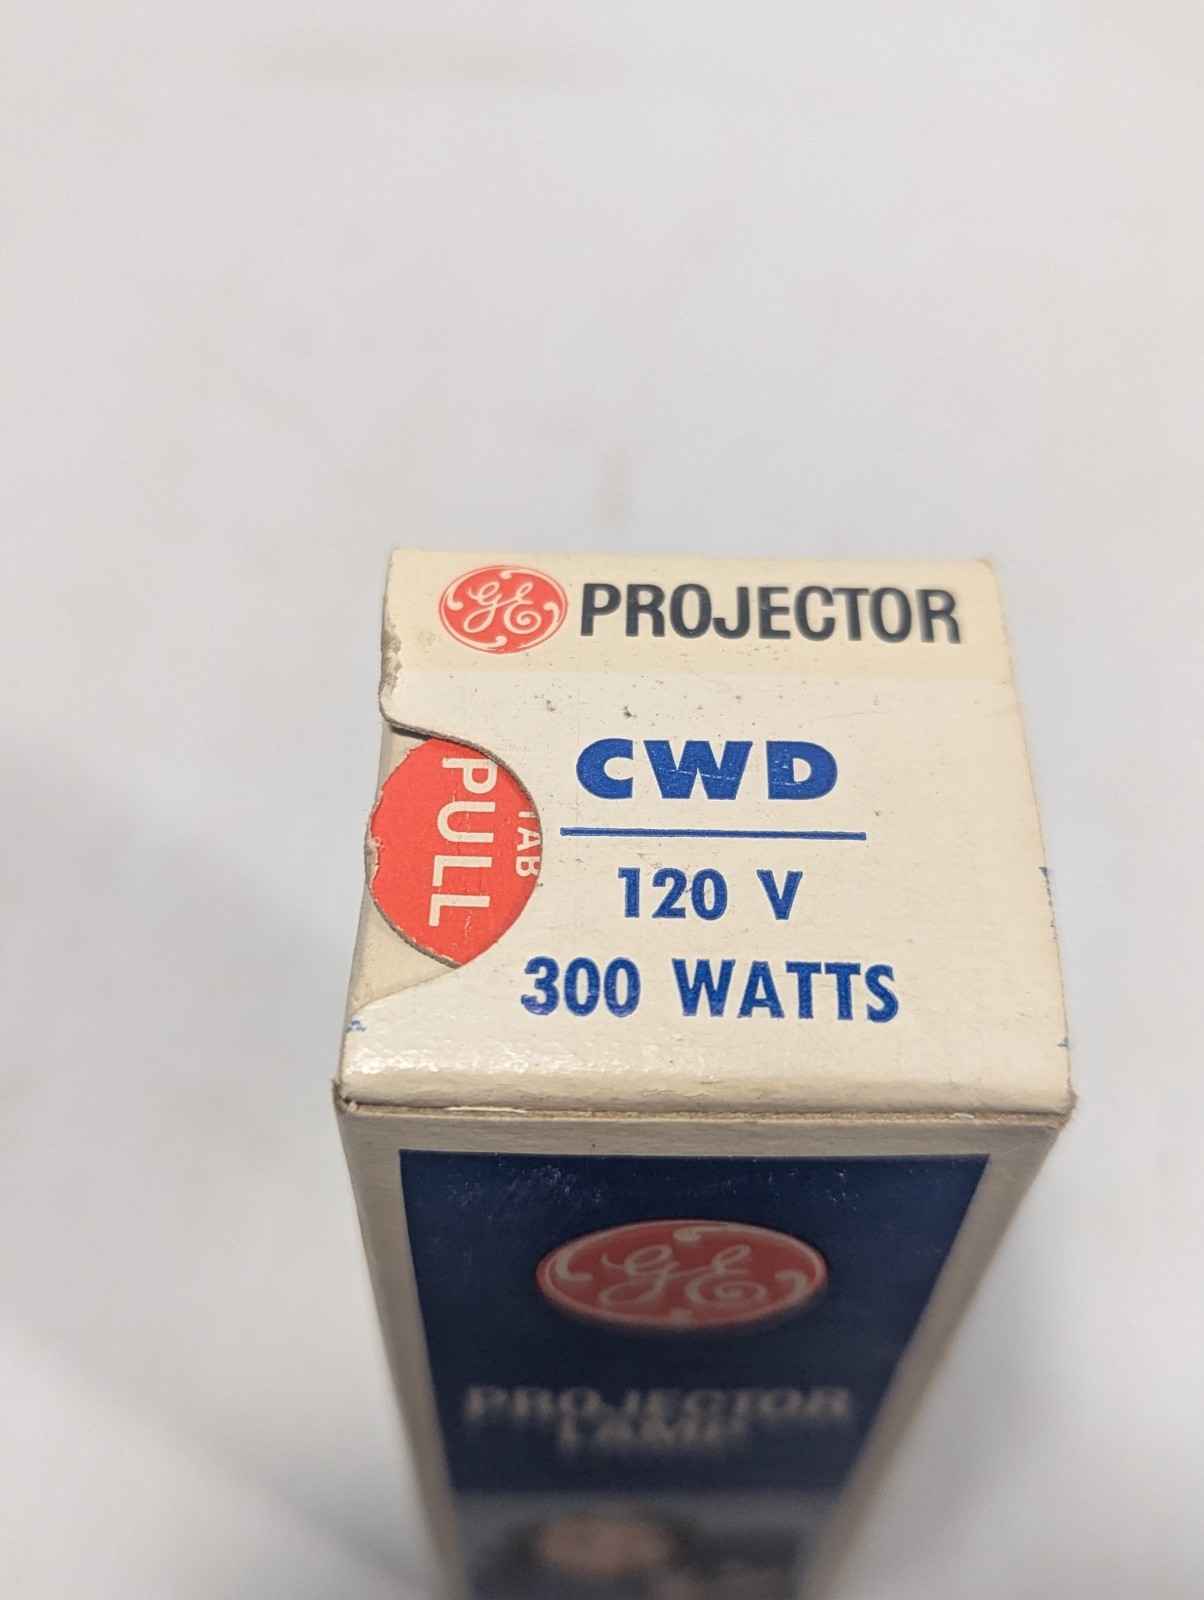 GE PROJECTOR
CWD
120 V
300 WATTS
PULL
TAB
GE
PROJECTOR
LAMP